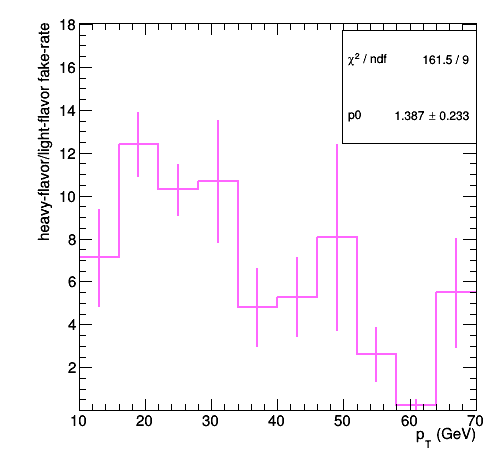 heavy-flavor/light-flavor fake-rate
18
16
14
12
10
8
6
4
2
χ² / ndf 161.5 / 9
p0 1.387 ± 0.233
10 20 30 40 50 60 70
p_T (GeV)